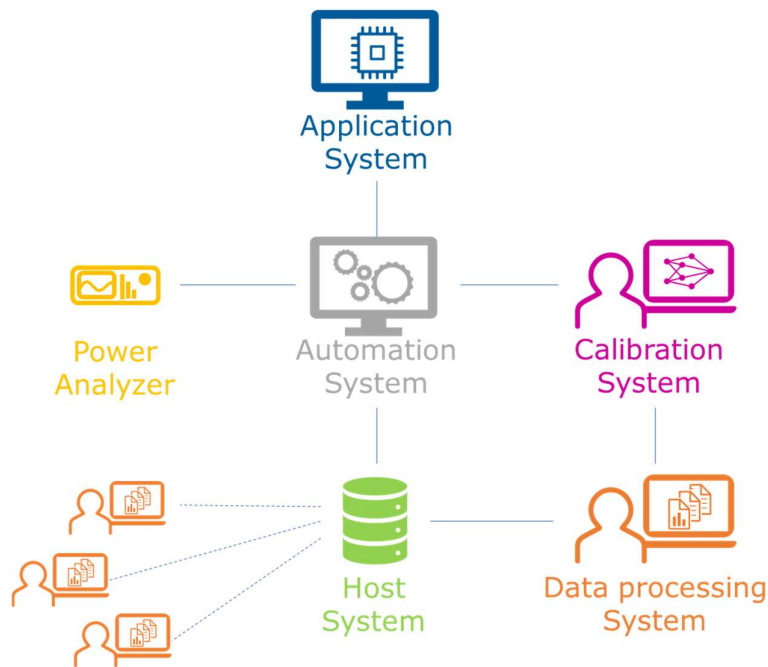 Application
System
Power
Analyzer
Automation
System
Calibration
System
Host
System
Data processing
System